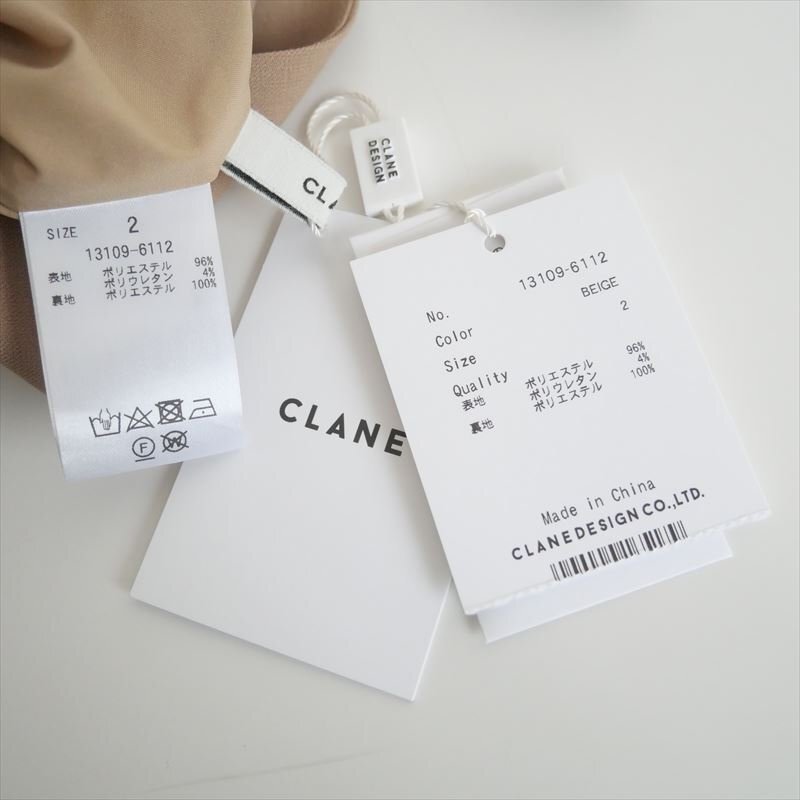 SIZE 2
13109-6112
表地 ポリエステル 96%
ポリウレタン 4%
裏地 ポリエステル 100%
F
W
CLA
CLANE
DESIGN
CLANE
No. 13109-6112
Color BEIGE
Size 2
Quality
表地 ポリエステル 96%
ポリウレタン 4%
裏地 ポリエステル 100%
Made in China
CLANE DESIGN CO.,LTD.